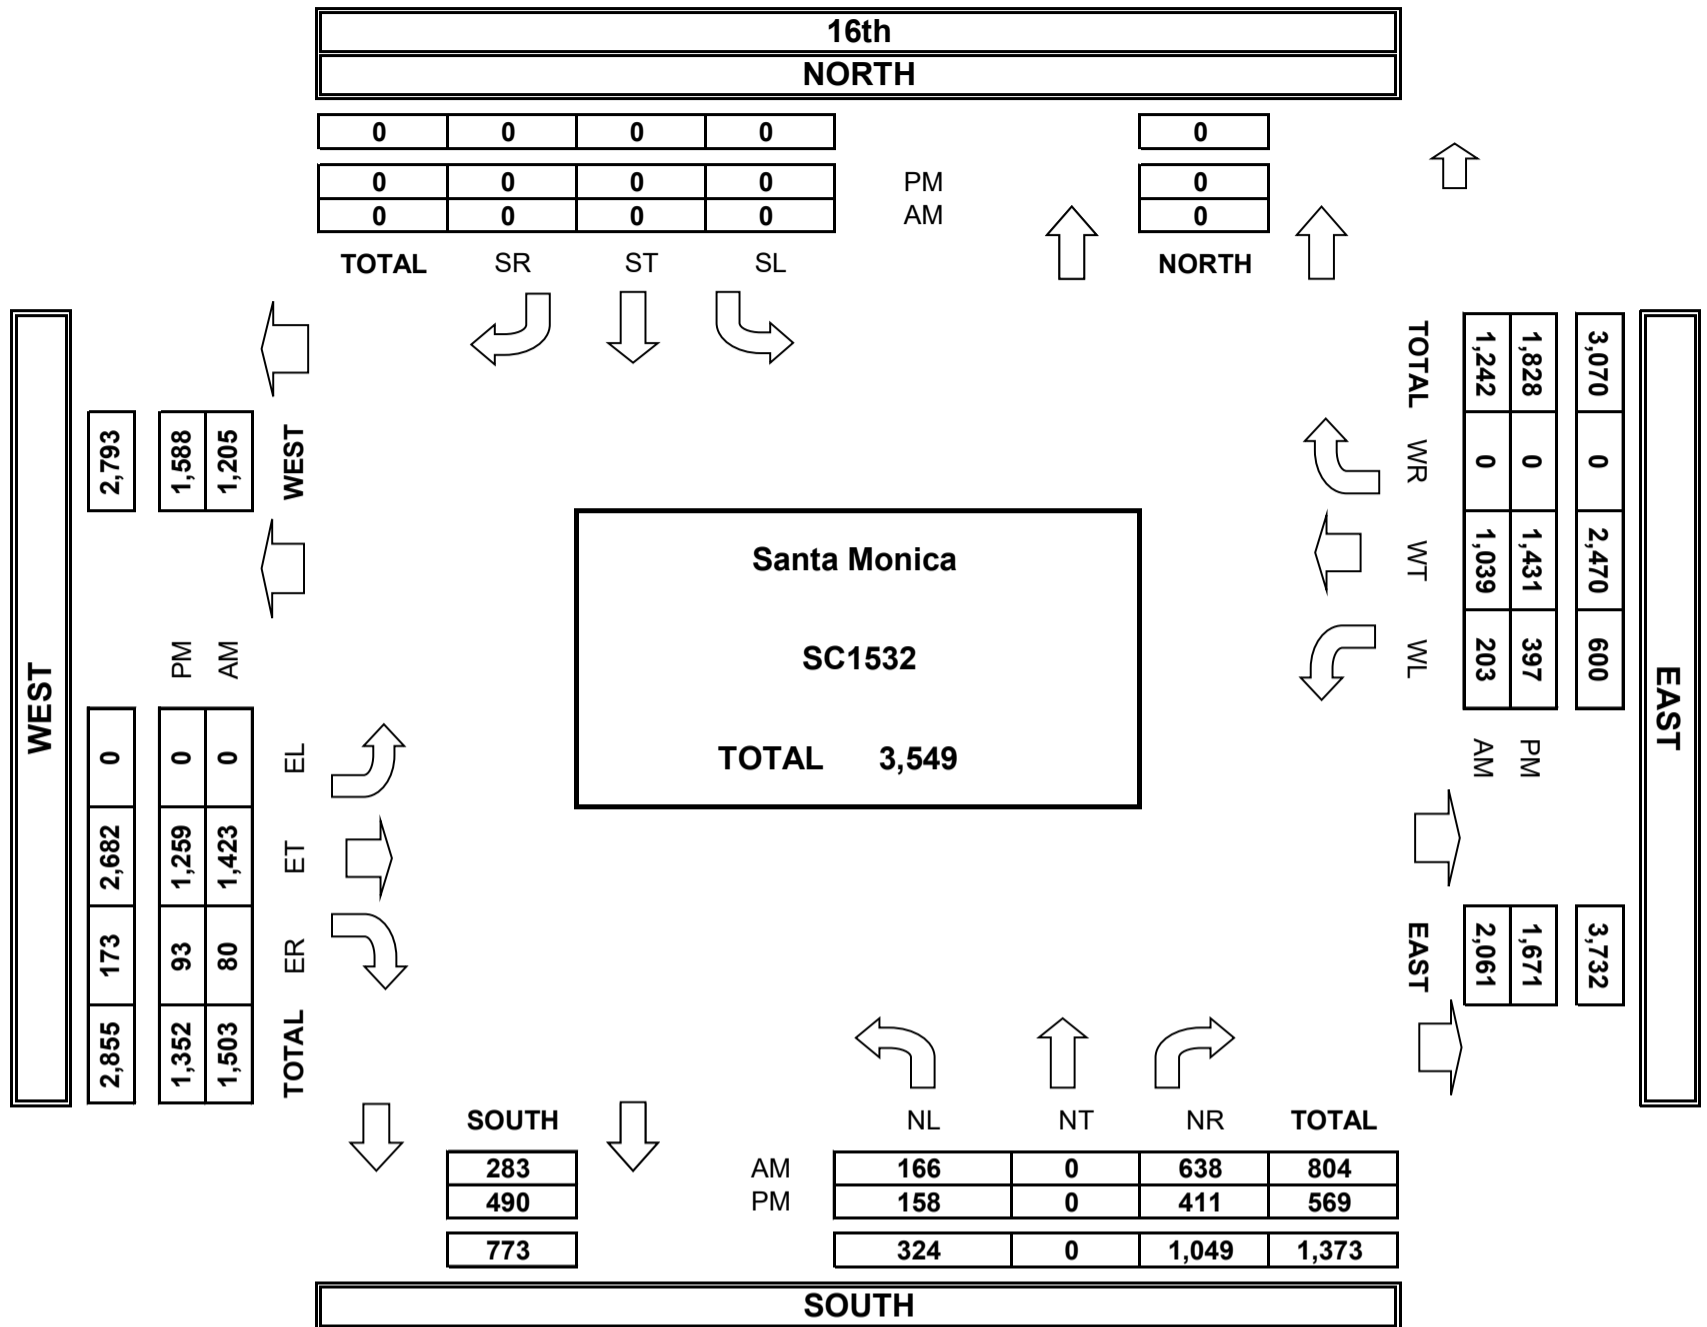 16th
NORTH
0 0 0 0 0
0 0 0 0 PM 0
0 0 0 0 AM 0
TOTAL SR ST SL NORTH
WEST
2,793
1,588 1,205
WEST
PM AM
0 0 0 EL
2,682 1,259 1,423 ET
173 93 80 ER
2,855 1,352 1,503 TOTAL
Santa Monica
SC1532
TOTAL 3,549
TOTAL 1,242 1,828 3,070
WR 0 0 0
WT 1,039 1,431 2,470
WL 203 397 600
AM PM
EAST
EAST 2,061 1,671 3,732
SOUTH NL NT NR TOTAL
283 AM 166 0 638 804
490 PM 158 0 411 569
773 324 0 1,049 1,373
SOUTH